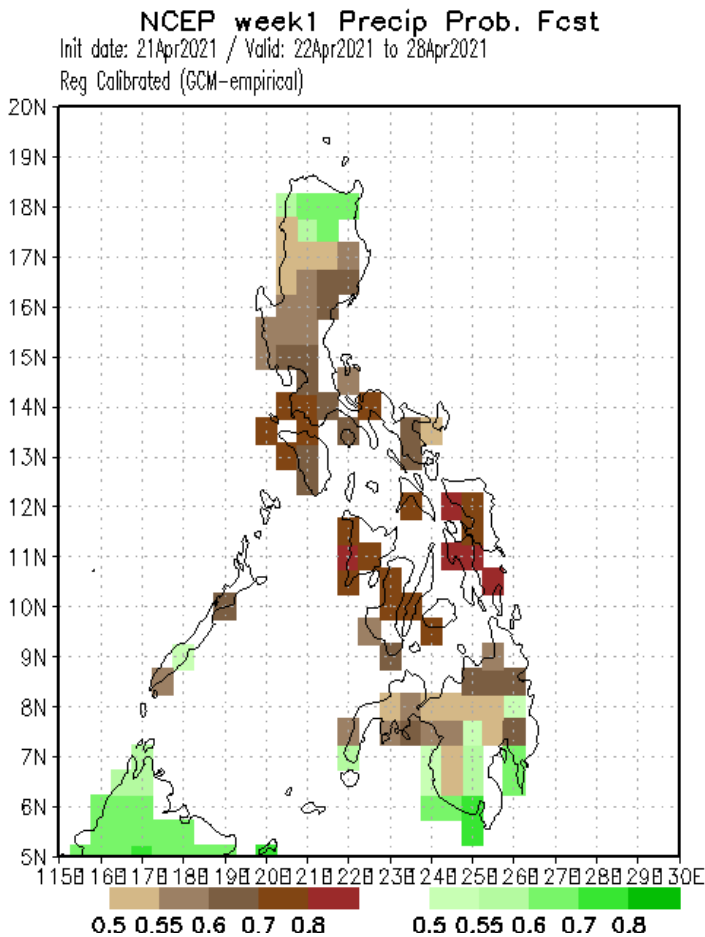 NCEP week1 Precip Prob. Fcst
Init date: 21Apr2021 / Valid: 22Apr2021 to 28Apr2021
Reg Calibrated (GCM-empirical)
20N
19N
18N
17N
16N
15N
14N
13N
12N
11N
10N
9N
8N
7N
6N
5N
115E 116E 117E 118E 119E 120E 121E 122E 123E 124E 125E 126E 127E 128E 129E 130E
0.5 0.55 0.6 0.7 0.8 0.5 0.55 0.6 0.7 0.8